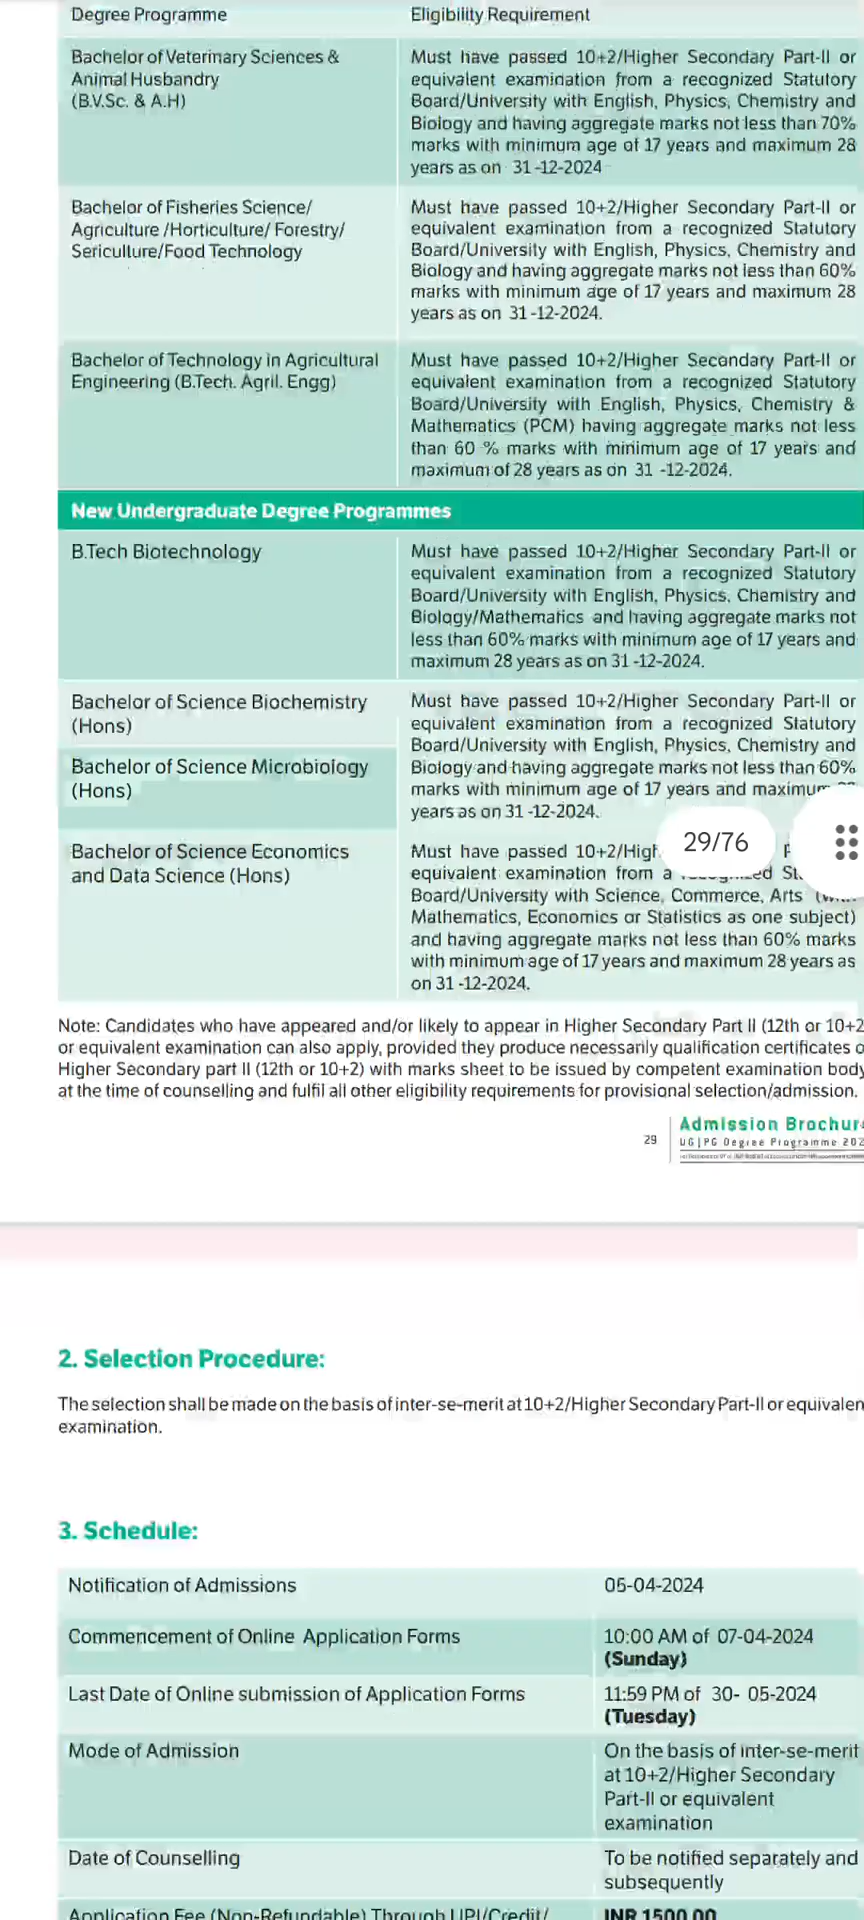 Degree Programme
Eligibility Requirement
Bachelor of Veterinary Sciences &
Animal Husbandry
(B.V.Sc. & A.H)
Must have passed 10+2/Higher Secondary Part-II or
equivalent examination from a recognized Statutory
Board/University with English, Physics, Chemistry and
Biology and having aggregate marks not less than 70%
marks with minimum age of 17 years and maximum 28
years as on 31-12-2024
Bachelor of Fisheries Science/
Agriculture /Horticulture/ Forestry/
Sericulture/Food Technology
Must have passed 10+2/Higher Secondary Part-II or
equivalent examination from a recognized Statutory
Board/University with English, Physics, Chemistry and
Biology and having aggregate marks not less than 60%
marks with minimum age of 17 years and maximum 28
years as on 31-12-2024.
Bachelor of Technology in Agricultural
Engineering (B.Tech. Agril. Engg)
Must have passed 10+2/Higher Secondary Part-II or
equivalent examination from a recognized Statutory
Board/University with English, Physics, Chemistry &
Mathematics (PCM) having aggregate marks not less
than 60 % marks with minimum age of 17 years and
maximum of 28 years as on 31 -12-2024.
New Undergraduate Degree Programmes
B.Tech Biotechnology
Must have passed 10+2/Higher Secondary Part-II or
equivalent examination from a recognized Statutory
Board/University with English, Physics, Chemistry and
Biology/Mathematics and having aggregate marks not
less than 60% marks with minimum age of 17 years and
maximum 28 years as on 31 -12-2024.
Bachelor of Science Biochemistry
(Hons)
Bachelor of Science Microbiology
(Hons)
Must have passed 10+2/Higher Secondary Part-II or
equivalent examination from a recognized Statutory
Board/University with English, Physics, Chemistry and
Biology and having aggregate marks not less than 60%
marks with minimum age of 17 years and
years as on 31 -12-2024.
29/76
Bachelor of Science Economics
and Data Science (Hons)
Must have passed
equivalent examination from a
Board/University with Science, Commerce, Arts
Mathematics, Economics or Statistics as one subject)
and having aggregate marks not less than 60% marks
with minimum age of 17 years and maximum 28 years as
on 31 -12-2024.
Note: Candidates who have appeared and/or likely to appear in Higher Secondary Part II (12th or 10+2
or equivalent examination can also apply, provided they produce necessarily qualification certificates
Higher Secondary part II (12th or 10+2) with marks sheet to be issued by competent examination body
at the time of counselling and fulfil all other eligibility requirements for provisional selection/admission.
29
Admission
UG|PG Degree Programme
2. Selection Procedure:
The selection shall be made on the basis of inter-se-merit at 10+2/Higher Secondary Part-II or
examination.
3. Schedule:
Notification of Admissions
05-04-2024
Commencement of Online Application Forms
10:00 AM of 07-04-2024
(Sunday)
Last Date of Online submission of Application Forms
11:59 PM of 30- 05-2024
(Tuesday)
Mode of Admission
On the basis of inter-se-merit
at 10+2/Higher Secondary
Part-II or equivalent
examination
Date of Counselling
To be notified separately and
subsequently
Application Fee (Non-Refundable) Through UPI/Credit/
INR 1500.00